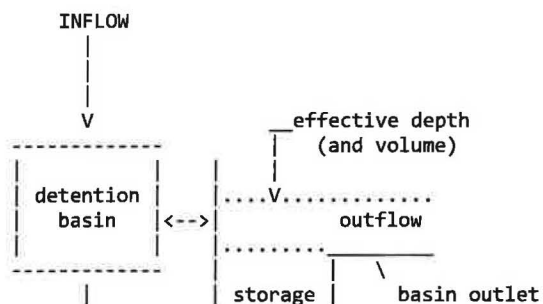 INFLOW
effective depth
(and volume)
detention
basin
outflow
storage
basin outlet